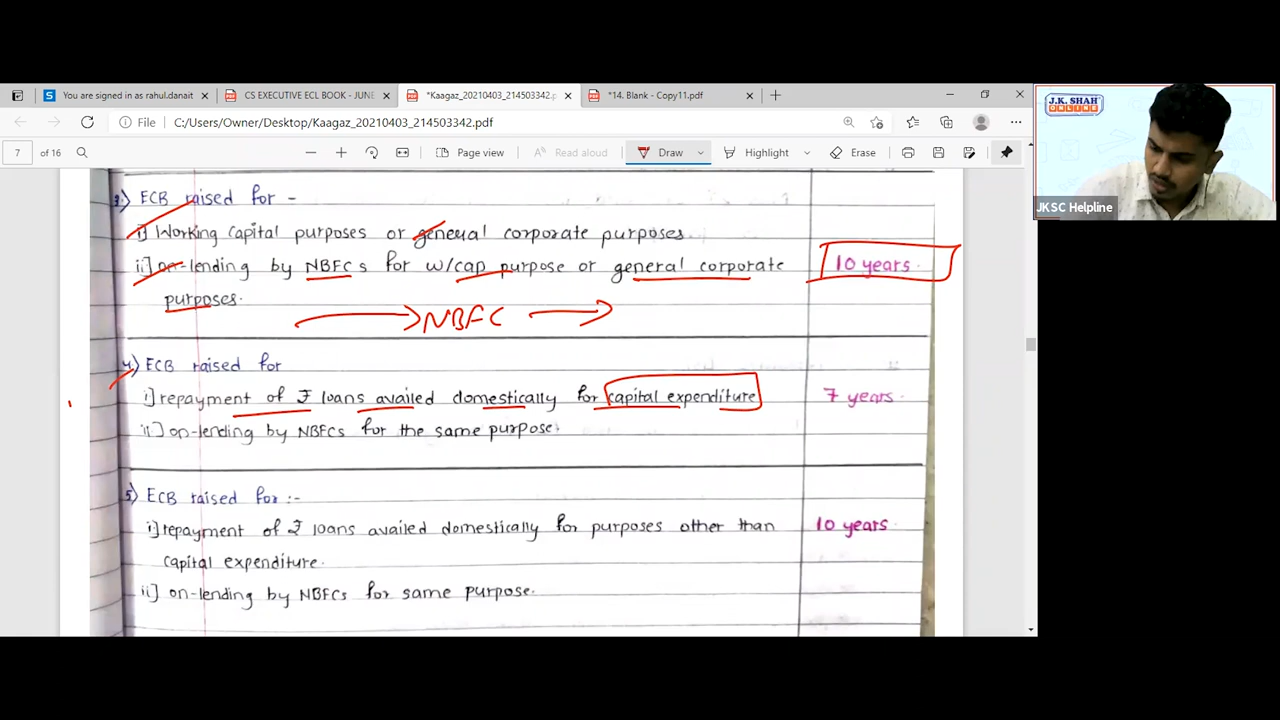 You are signed in as rahul.danait
CS EXECUTIVE ECL BOOK - JUNE
*Kaagaz_20210403_214503342.p
*14. Blank - Copy11.pdf
File
C:/Users/Owner/Desktop/Kaagaz_20210403_214503342.pdf
7 of 16
Page view
Read aloud
Draw
Highlight
Erase
J.K. SHAH
ONLINE
JKSC Helpline
3.) ECB raised for -
i] Working Capital purposes or general corporate purposes.
ii] on-lending by NBFCs for w/cap purpose or general corporate
purposes.
10 years.
NBFC
4.) ECB raised for
i] repayment of ₹ loans availed domestically for capital expenditure
7 years.
ii] on-lending by NBFCs for the same purpose.
5) ECB raised for :-
i] repayment of ₹ loans availed domestically for purposes other than
10 years.
capital expenditure.
ii] on-lending by NBFCs for same purpose.